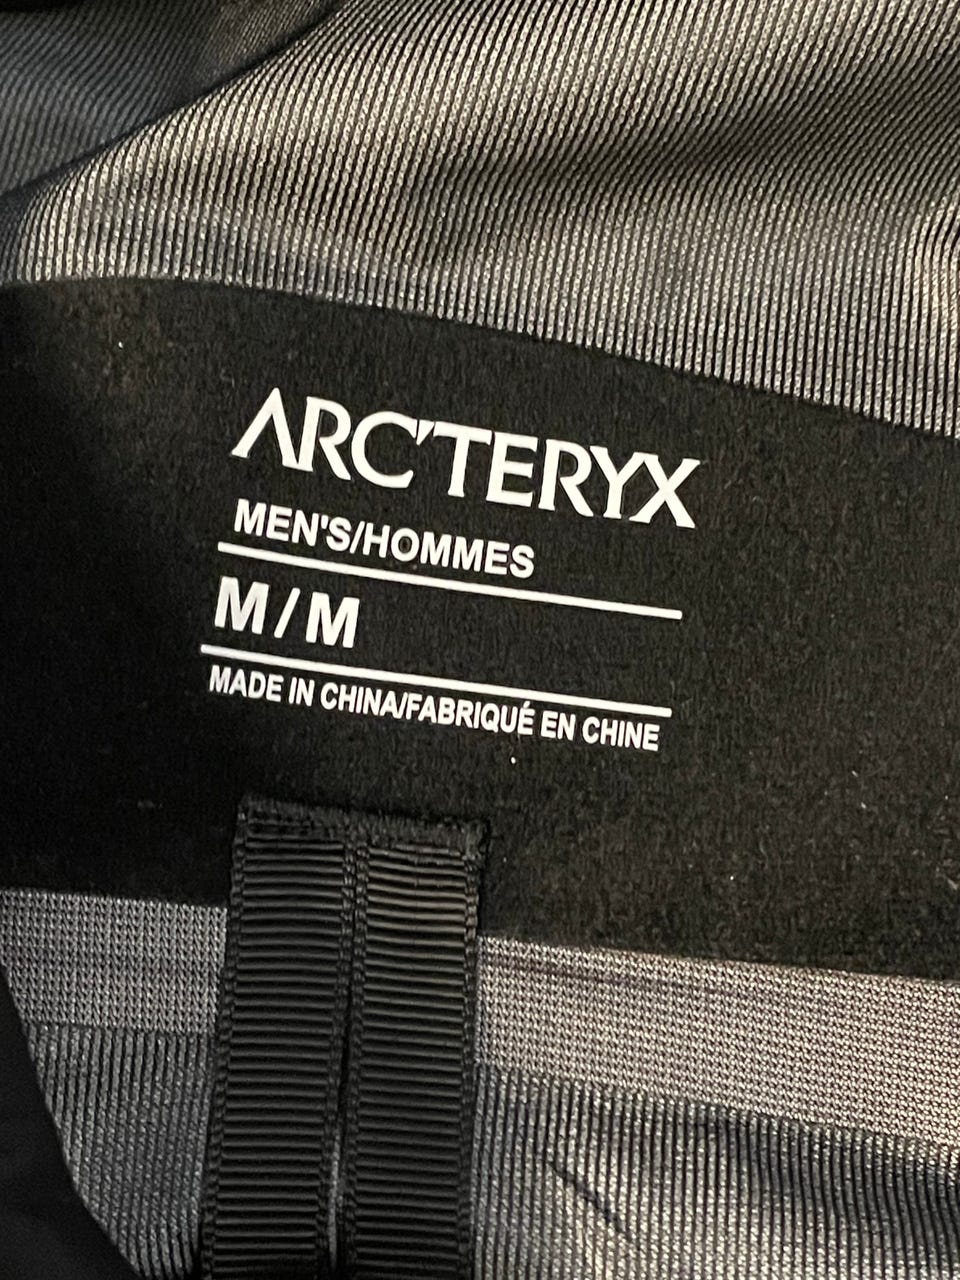 ARC'TERYX
MEN'S/HOMMES
M/M
MADE IN CHINA/FABRIQUÉ EN CHINE